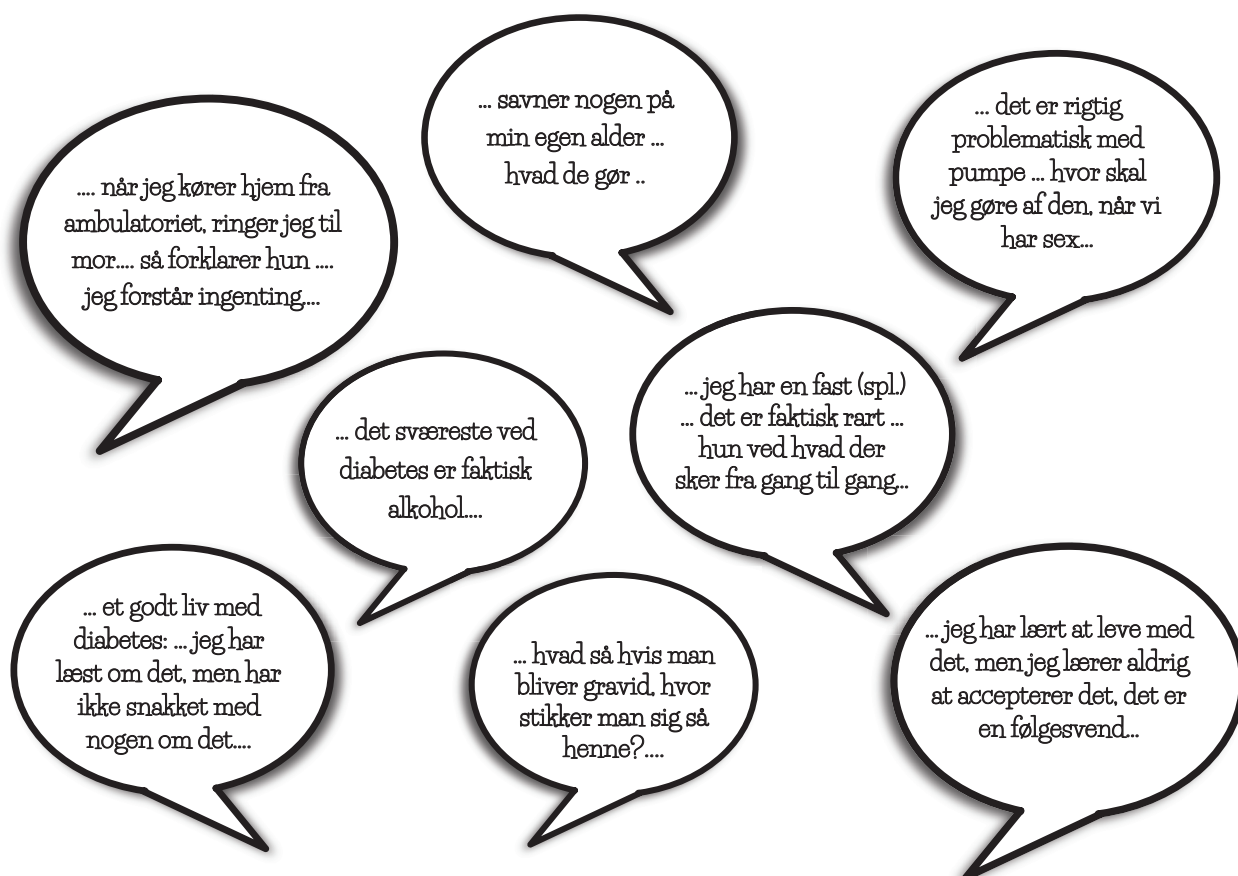 .... når jeg kører hjem fra
ambulatoriet, ringer jeg til
mor.... så forklarer hun ....
jeg forstår ingenting....
... savner nogen på
min egen alder ...
hvad de gør ..
... det er rigtig
problematisk med
pumpe ... hvor skal
jeg gøre af den, når vi
har sex...
... det sværeste ved
diabetes er faktisk
alkohol....
... jeg har en fast (spl.)
... det er faktisk rart ...
hun ved hvad der
sker fra gang til gang...
... et godt liv med
diabetes: ... jeg har
læst om det, men har
ikke snakket med
nogen om det....
... hvad så hvis man
bliver gravid, hvor
stikker man sig så
henne?....
... jeg har lært at leve med
det, men jeg lærer aldrig
at accepterer det, det er
en følgesvend...